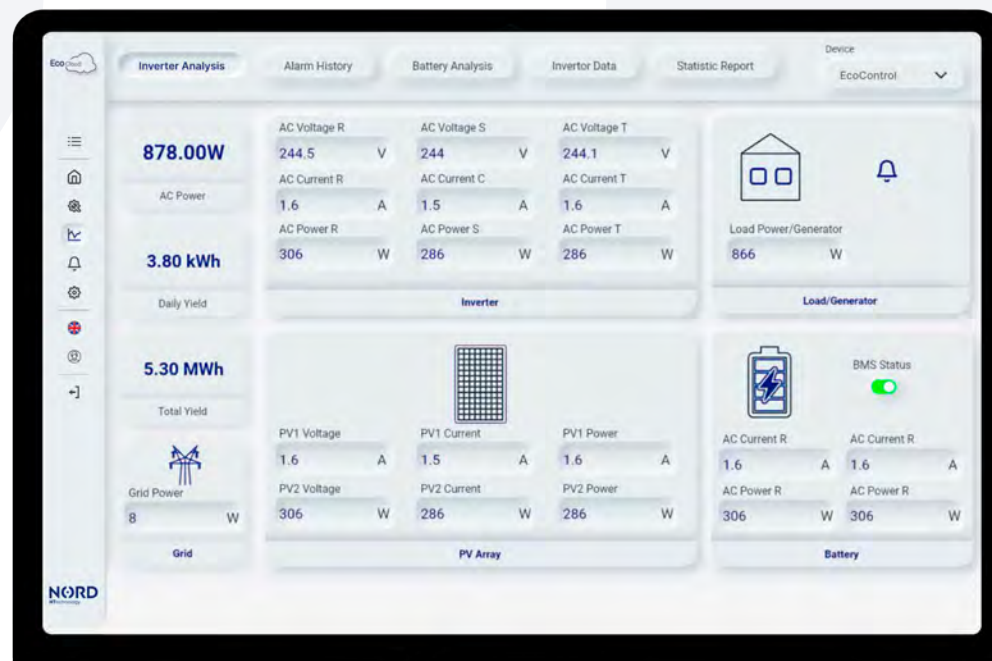 EcoCloud
Inverter Analysis
Alarm History
Battery Analysis
Invertor Data
Statistic Report
Device
EcoControl
878.00W
AC Power
3.80 kWh
Daily Yield
5.30 MWh
Total Yield
Grid Power
8 W
Grid
AC Voltage R AC Voltage S AC Voltage T
244.5 V 244 V 244.1 V
AC Current R AC Current C AC Current T
1.6 A 1.5 A 1.6 A
AC Power R AC Power S AC Power T
306 W 286 W 286 W
Inverter
Load Power/Generator
866 W
Load/Generator
PV1 Voltage PV1 Current PV1 Power
1.6 A 1.5 A 1.6 A
PV2 Voltage PV2 Current PV2 Power
306 W 286 W 286 W
PV Array
BMS Status
AC Current R AC Current R
1.6 A 1.6 A
AC Power R AC Power R
306 W 306 W
Battery
NORD